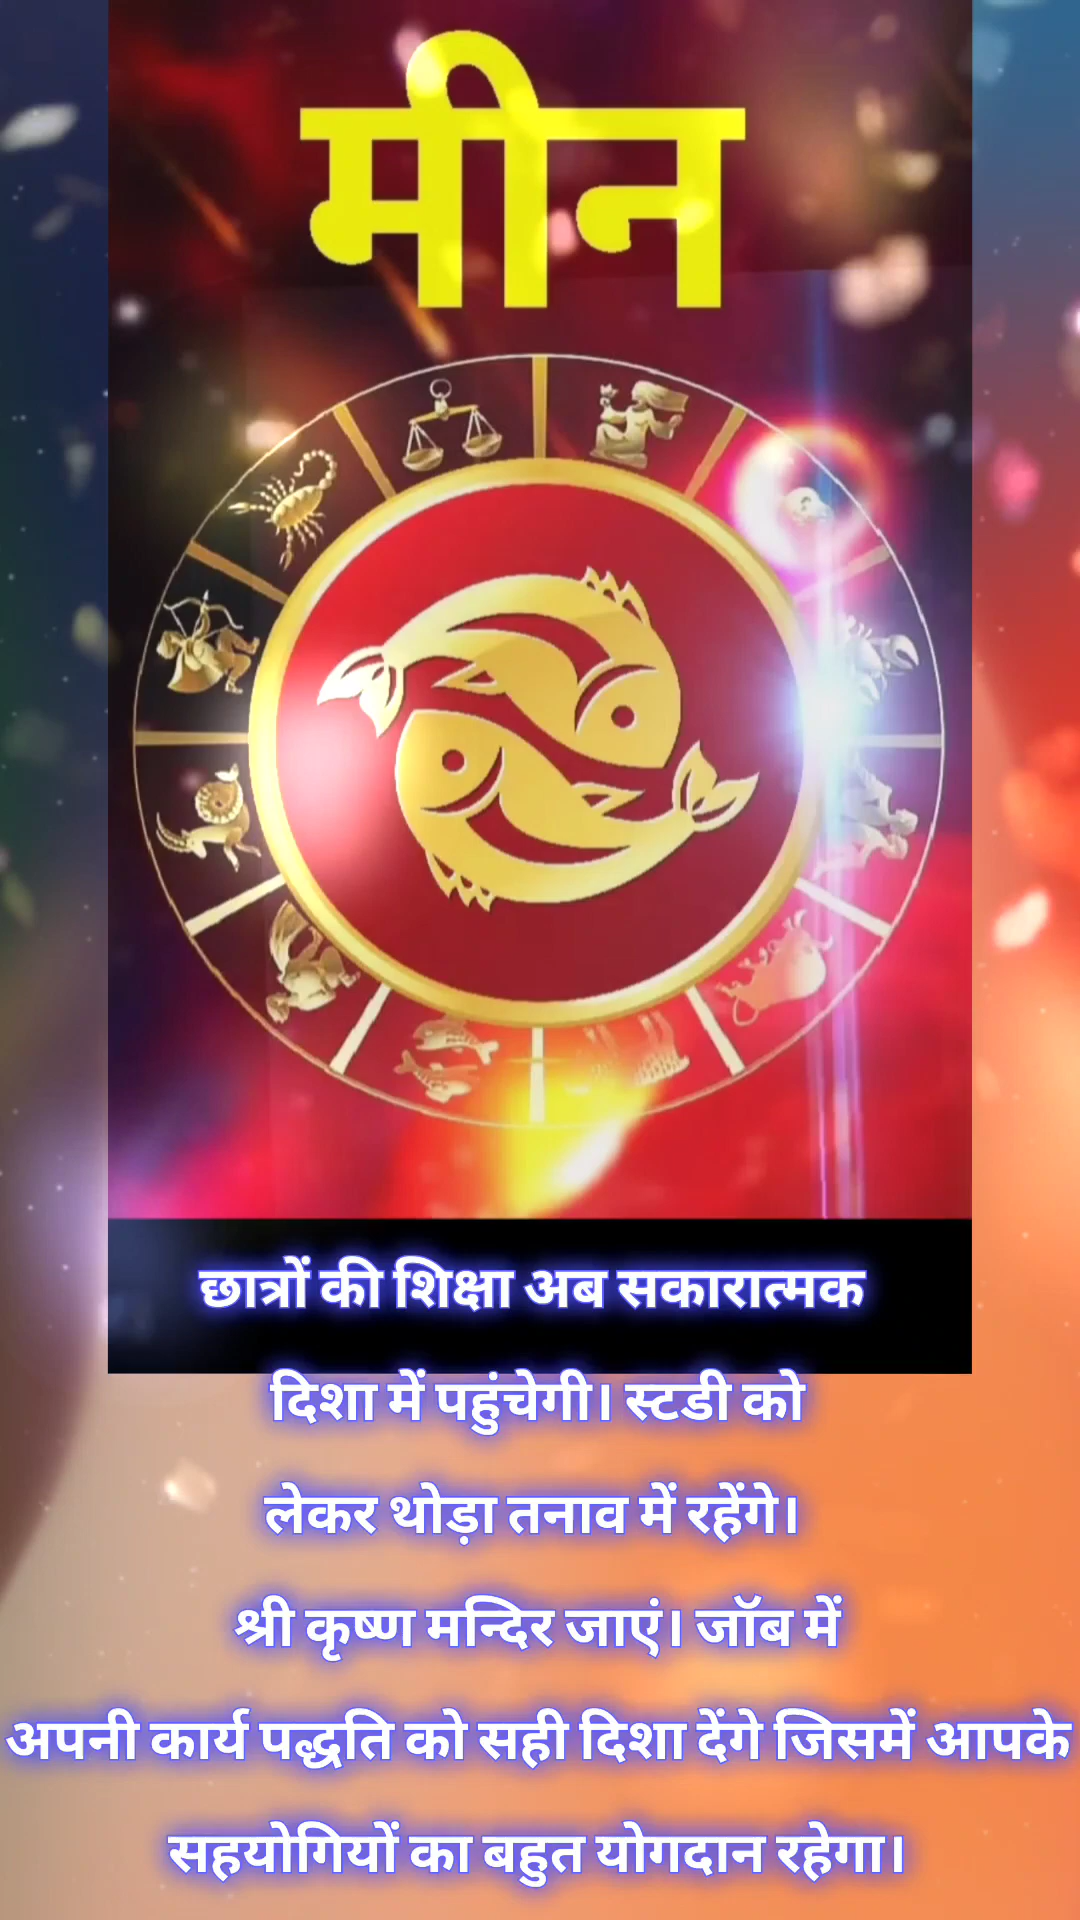 मीन
छात्रों की शिक्षा अब सकारात्मक
दिशा में पहुंचेगी। स्टडी को
लेकर थोड़ा तनाव में रहेंगे।
श्री कृष्ण मन्दिर जाएं। जॉब में
अपनी कार्य पद्धति को सही दिशा देंगे जिसमें आपके
सहयोगियों का बहुत योगदान रहेगा।